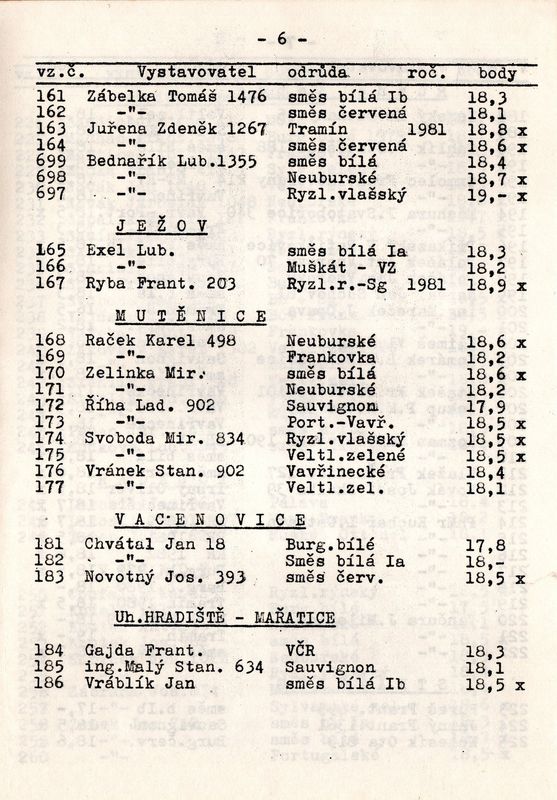 - 6 -
vz.č. Vystavovatel odrůda roč. body
161 Zábelka Tomáš 1476 směs bílá Ib 18,3
162 -"- směs červená 18,1
163 Juřena Zdeněk 1267 Tramín 1981 18,8 x
164 -"- směs červená 18,6 x
699 Bednařík Lub.1355 směs bílá 18,4
698 -"- Neuburské 18,7 x
697 -"- Ryzl.vlašský 19,- x
J E Ž O V
165 Exel Lub. směs bílá Ia 18,3
166 -"- Muškát - VZ 18,2
167 Ryba Frant. 203 Ryzl.r.-Sg 1981 18,9 x
M U T Ě N I C E
168 Raček Karel 498 Neuburské 18,6 x
169 -"- Frankovka 18,2
170 Zelinka Mir. směs bílá 18,6 x
171 -"- Neuburské 18,2
172 Říha Lad. 902 Sauvignon 17,9
173 -"- Port.-Vavř. 18,5 x
174 Svoboda Mir. 834 Ryzl.vlašský 18,5 x
175 -"- Veltl.zelené 18,5 x
176 Vránek Stan. 902 Vavřinecké 18,4
177 -"- Veltl.zel. 18,1
V A C E N O V I C E
181 Chvátal Jan 18 Burg.bílé 17,8
182 -"- Směs bílá Ia 18,-
183 Novotný Jos. 393 směs červ. 18,5 x
Uh.HRADIŠTĚ - MAŘATICE
184 Gajda Frant. VČR 18,3
185 ing.Malý Stan. 634 Sauvignon 18,1
186 Vráblík Jan směs bílá Ib 18,5 x